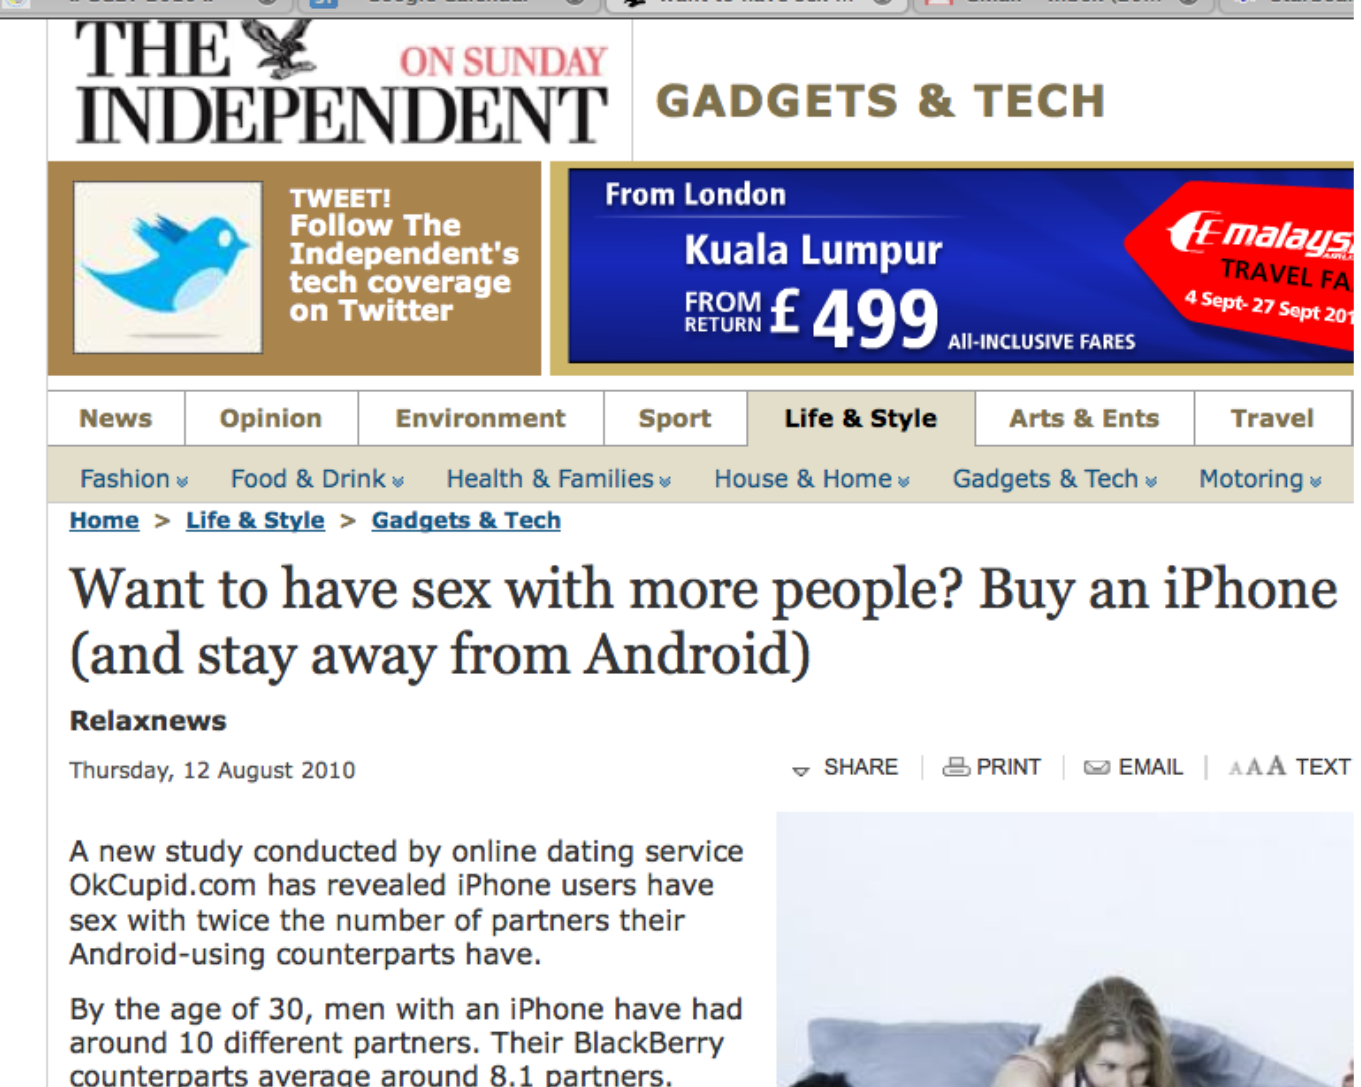 THE
ON SUNDAY
INDEPENDENT
GADGETS & TECH
TWEET!
Follow The
Independent's
tech coverage
on Twitter
From London
Kuala Lumpur
FROM
RETURN
£499
All-INCLUSIVE FARES
TRAVEL
4 Sept- 27 Sept
News Opinion Environment Sport Life & Style Arts & Ents Travel
Fashion Food & Drink Health & Families House & Home Gadgets & Tech Motoring
Home > Life & Style > Gadgets & Tech
Want to have sex with more people? Buy an iPhone
(and stay away from Android)
Relaxnews
Thursday, 12 August 2010
SHARE PRINT EMAIL AAA TEXT
A new study conducted by online dating service
OkCupid.com has revealed iPhone users have
sex with twice the number of partners their
Android-using counterparts have.
By the age of 30, men with an iPhone have had
around 10 different partners. Their BlackBerry
counterparts average around 8.1 partners.